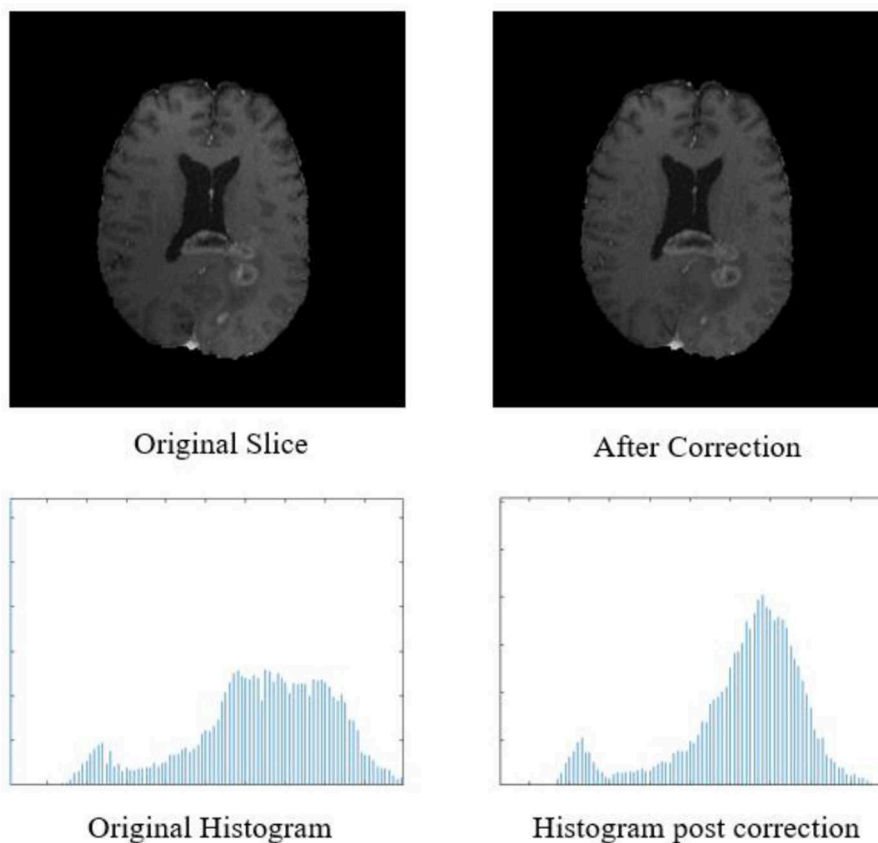 Original Slice
After Correction
Original Histogram
Histogram post correction